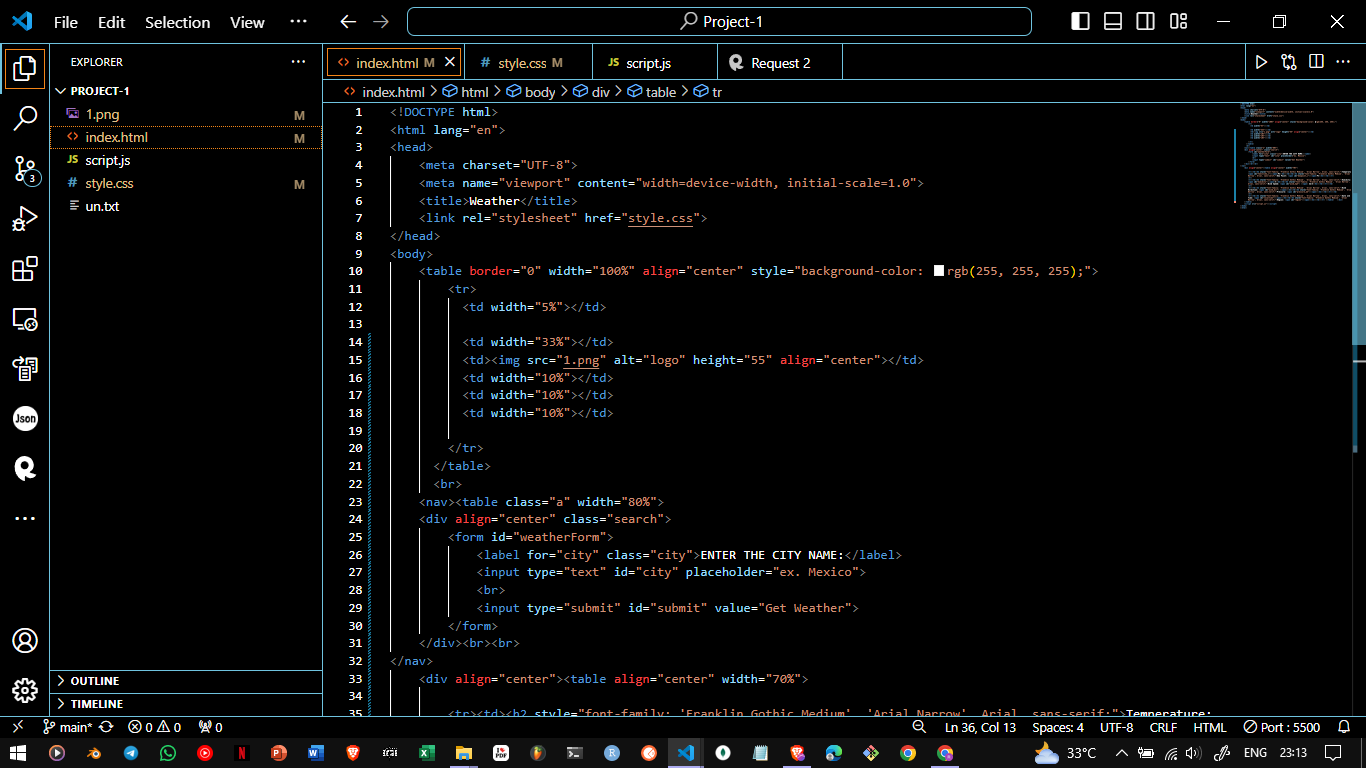 File Edit Selection View ··· Project-1
EXPLORER ···
PROJECT-1
1.png M
index.html M
script.js
style.css M
un.txt
OUTLINE
TIMELINE
index.html M style.css M JS script.js Request 2
index.html > html > body > div > table > tr
1 <!DOCTYPE html>
2 <html lang="en">
3 <head>
4 <meta charset="UTF-8">
5 <meta name="viewport" content="width=device-width, initial-scale=1.0">
6 <title>Weather</title>
7 <link rel="stylesheet" href="style.css">
8 </head>
9 <body>
10 <table border="0" width="100%" align="center" style="background-color: rgb(255, 255, 255);">
11 <tr>
12 <td width="5%"></td>
13
14 <td width="33%"></td>
15 <td><img src="1.png" alt="logo" height="55" align="center"></td>
16 <td width="10%"></td>
17 <td width="10%"></td>
18 <td width="10%"></td>
19
20 </tr>
21 </table>
22 <br>
23 <nav><table class="a" width="80%">
24 <div align="center" class="search">
25 <form id="weatherForm">
26 <label for="city" class="city">ENTER THE CITY NAME:</label>
27 <input type="text" id="city" placeholder="ex. Mexico">
28 <br>
29 <input type="submit" id="submit" value="Get Weather">
30 </form>
31 </div><br><br>
32 </nav>
33 <div align="center"><table align="center" width="70%">
34
35 <tr><td><h2 style="font-family: 'Franklin Gothic Medium', 'Arial Narrow', Arial, sans-serif;">Temperature:
main* 0 0 0 Ln 36, Col 13 Spaces: 4 UTF-8 CRLF HTML Port : 5500
33°C ENG 23:13